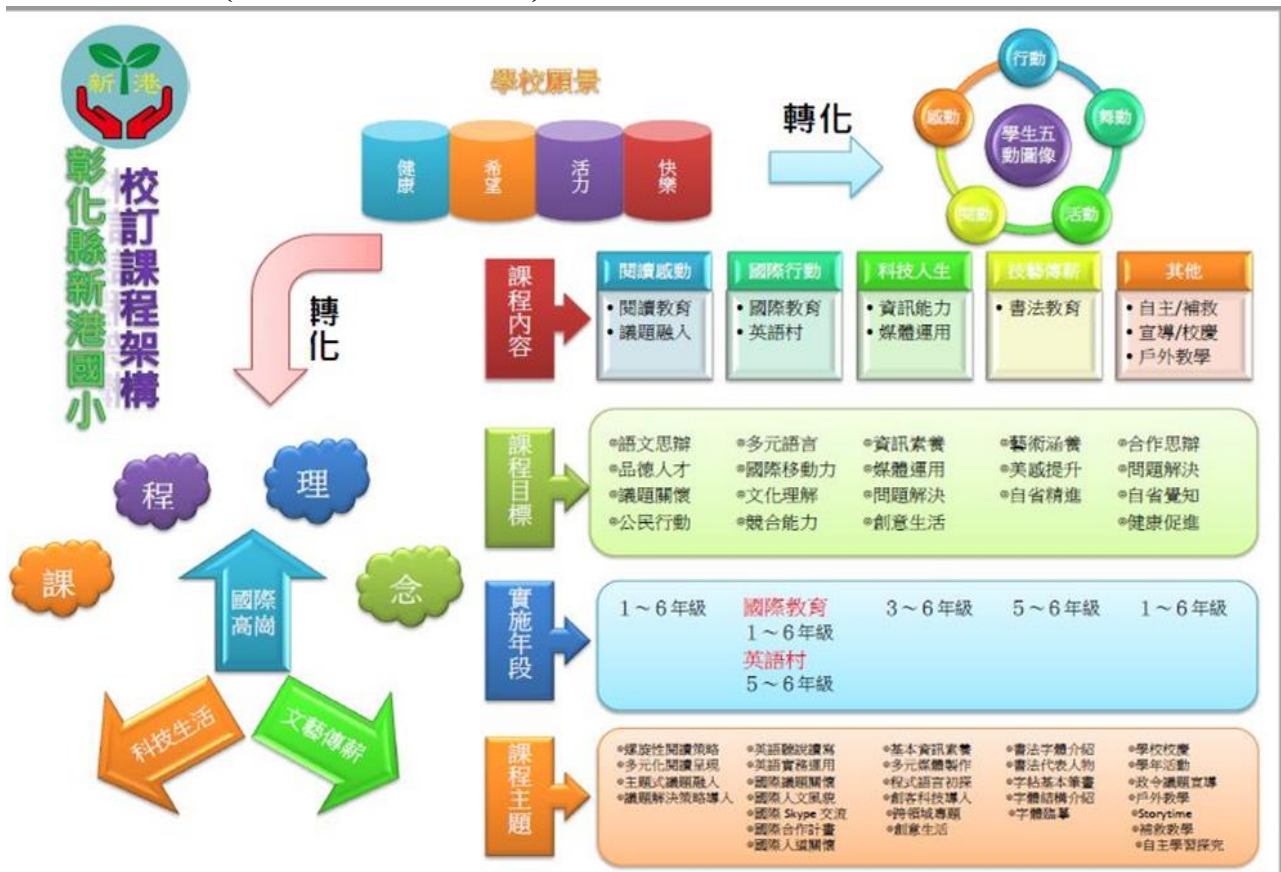 新港
彰化縣新港國小
校訂課程架構
學校願景
健康
希望
活力
快樂
轉化
行動
舞動
活動
閱動
感動
學生五
動圖像
轉化
課
程
理
念
國際
高崗
科技生活
文藝傳薪
課程內容
閱讀感動
• 閱讀教育
• 議題融入
國際行動
• 國際教育
• 英語村
科技人生
• 資訊能力
• 媒體運用
技藝傳薪
• 書法教育
其他
• 自主/補救
• 宣導/校慶
• 戶外教學
課程目標
◎語文思辯
◎品德人才
◎議題關懷
◎公民行動
◎多元語言
◎國際移動力
◎文化理解
◎競合能力
◎資訊素養
◎媒體運用
◎問題解決
◎創意生活
◎藝術涵養
◎美感提升
◎自省精進
◎合作思辯
◎問題解決
◎自省覺知
◎健康促進
實施年段
1～6年級
國際教育
1～6年級
英語村
5～6年級
3～6年級
5～6年級
1～6年級
課程主題
◎螺旋性閱讀策略
◎多元化閱讀呈現
◎主題式議題融入
◎議題解決策略導入
◎英語聽說讀寫
◎英語實務運用
◎國際議題關懷
◎國際人文風貌
◎國際 Skype 交流
◎國際合作計畫
◎國際人道關懷
◎基本資訊素養
◎多元媒體製作
◎程式語言初探
◎創客科技導入
◎跨領域專題
◎創意生活
◎書法字體介紹
◎書法代表人物
◎字帖基本筆畫
◎字體結構介紹
◎字體臨摹
◎學校校慶
◎學年活動
◎政令議題宣導
◎戶外教學
◎Storytime
◎補救教學
◎自主學習探究